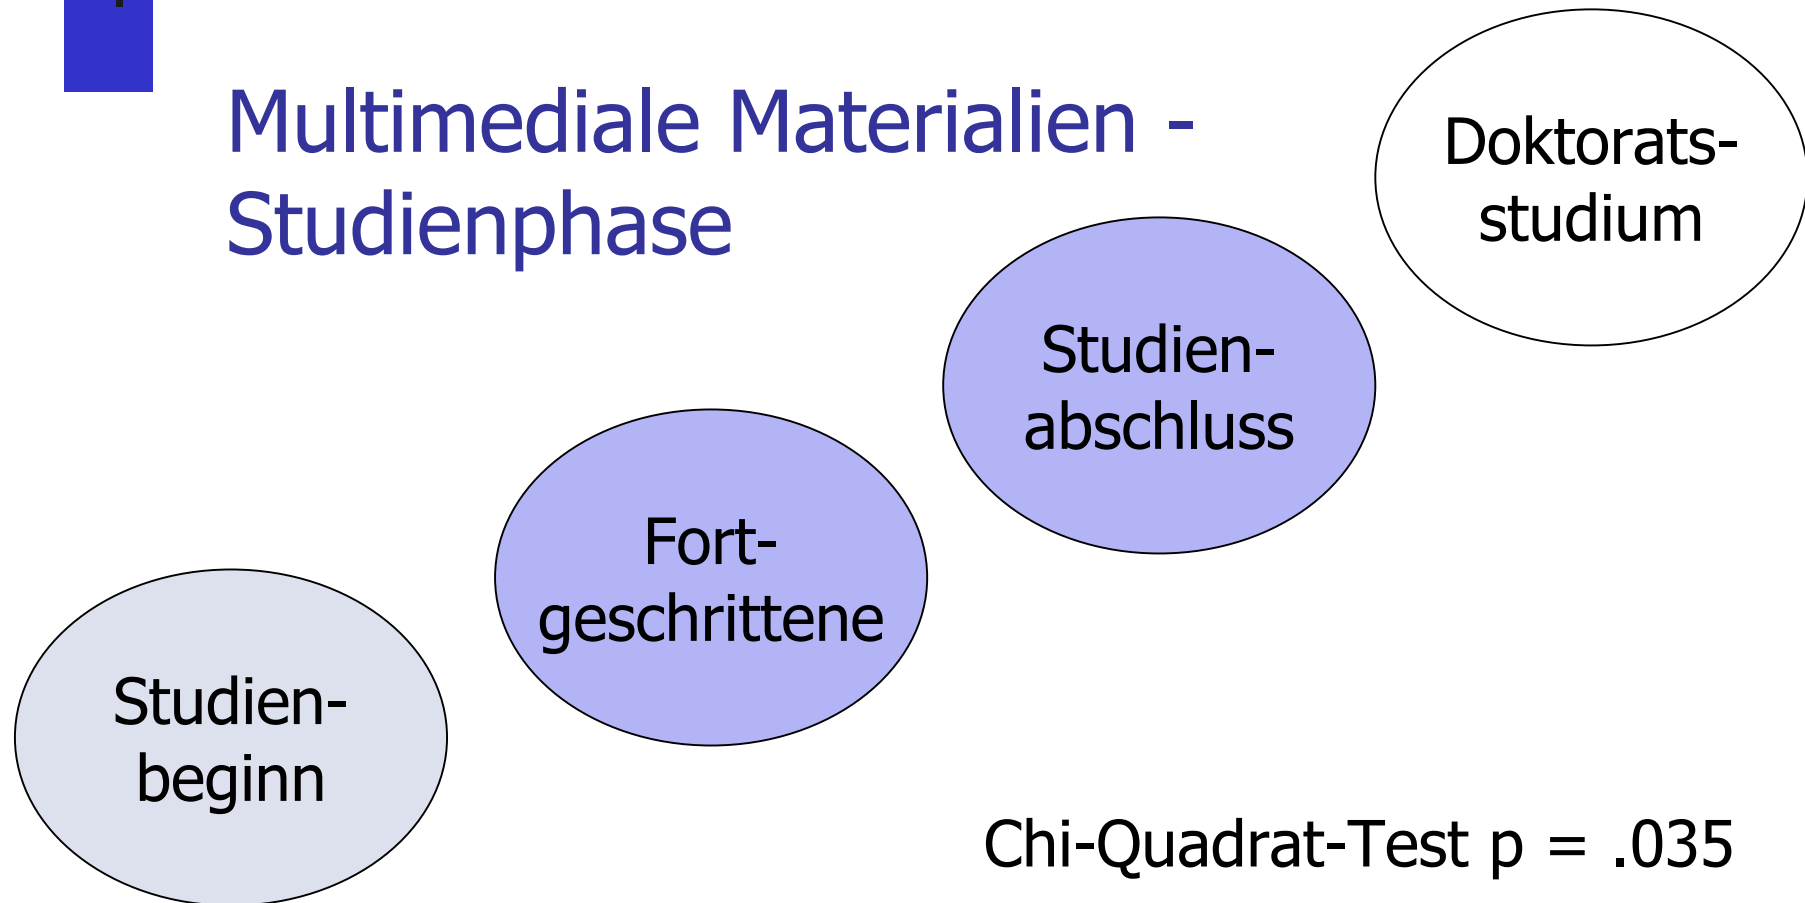 Multimediale Materialien -
Studienphase
Doktorats-
studium
Studien-
abschluss
Fort-
geschrittene
Studien-
beginn
Chi-Quadrat-Test p = .035